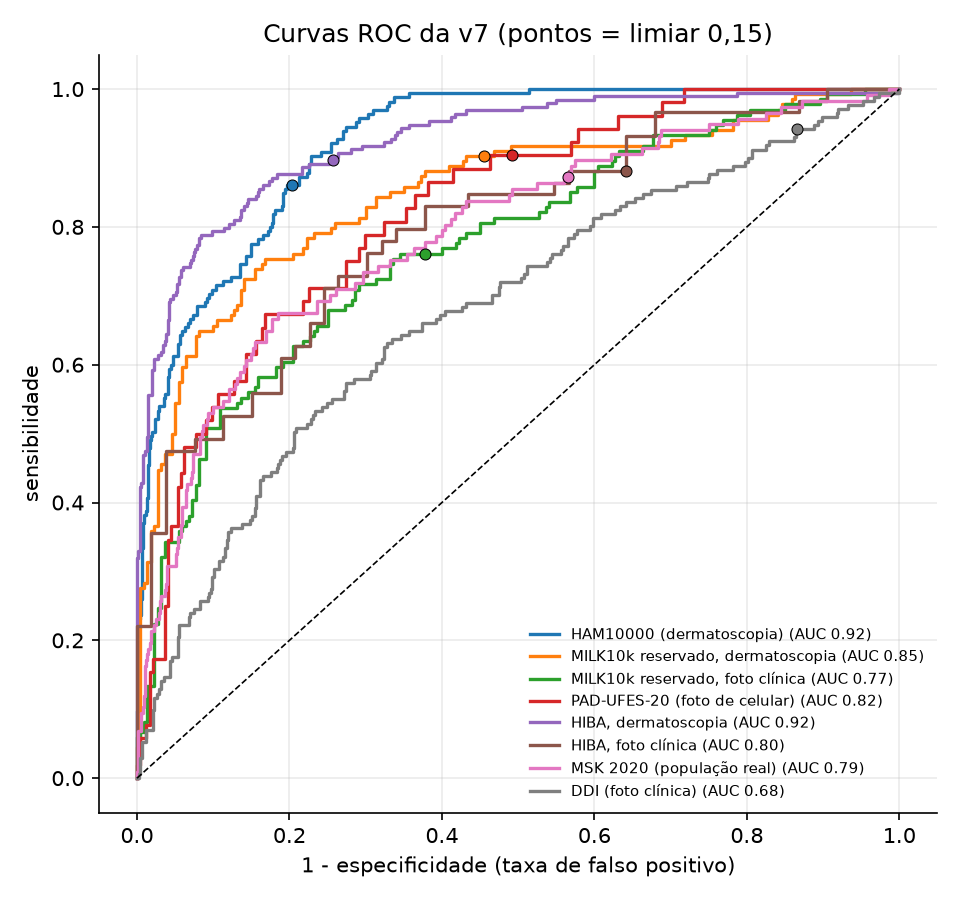 Curvas ROC da v7 (pontos = limiar 0,15)
sensibilidade
1.0
0.8
0.6
0.4
0.2
0.0
HAM10000 (dermatoscopia) (AUC 0.92)
MILK10k reservado, dermatoscopia (AUC 0.85)
MILK10k reservado, foto clínica (AUC 0.77)
PAD-UFES-20 (foto de celular) (AUC 0.82)
HIBA, dermatoscopia (AUC 0.92)
HIBA, foto clínica (AUC 0.80)
MSK 2020 (população real) (AUC 0.79)
DDI (foto clínica) (AUC 0.68)
0.0 0.2 0.4 0.6 0.8 1.0
1 - especificidade (taxa de falso positivo)